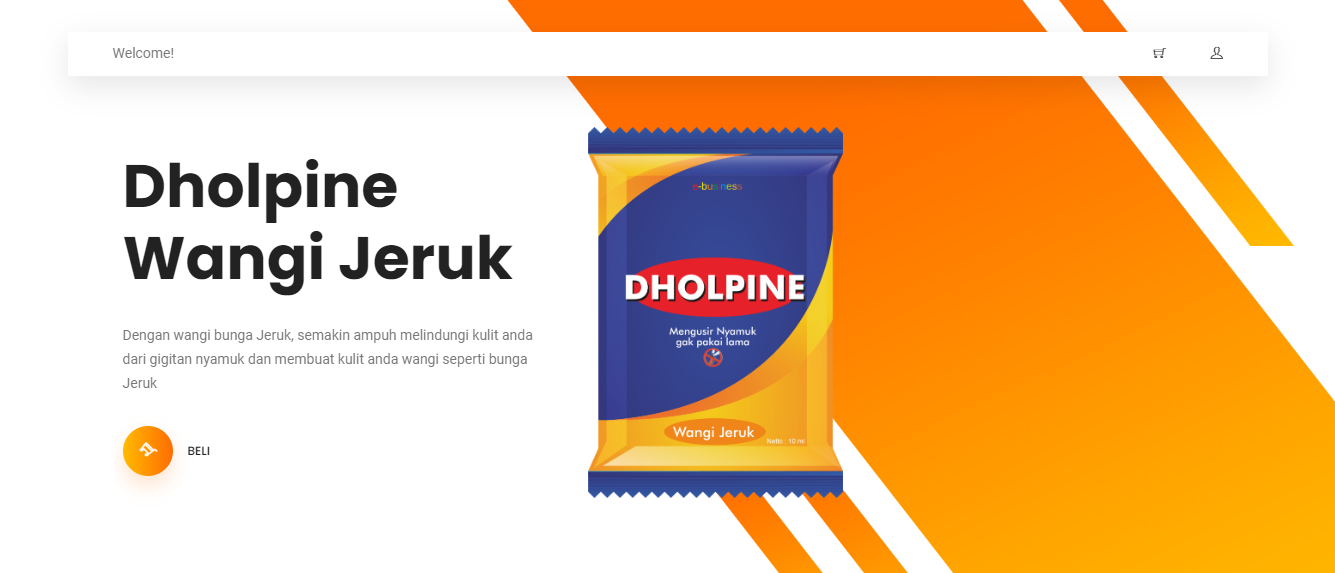 Welcome!
Dholpine
Wangi Jeruk
Dengan wangi bunga Jeruk, semakin ampuh melindungi kulit anda
dari gigitan nyamuk dan membuat kulit anda wangi seperti bunga
Jeruk
BELI
e-business
DHOLPINE
Mengusir Nyamuk
gak pakai lama
Wangi Jeruk
Netto : 10 ml